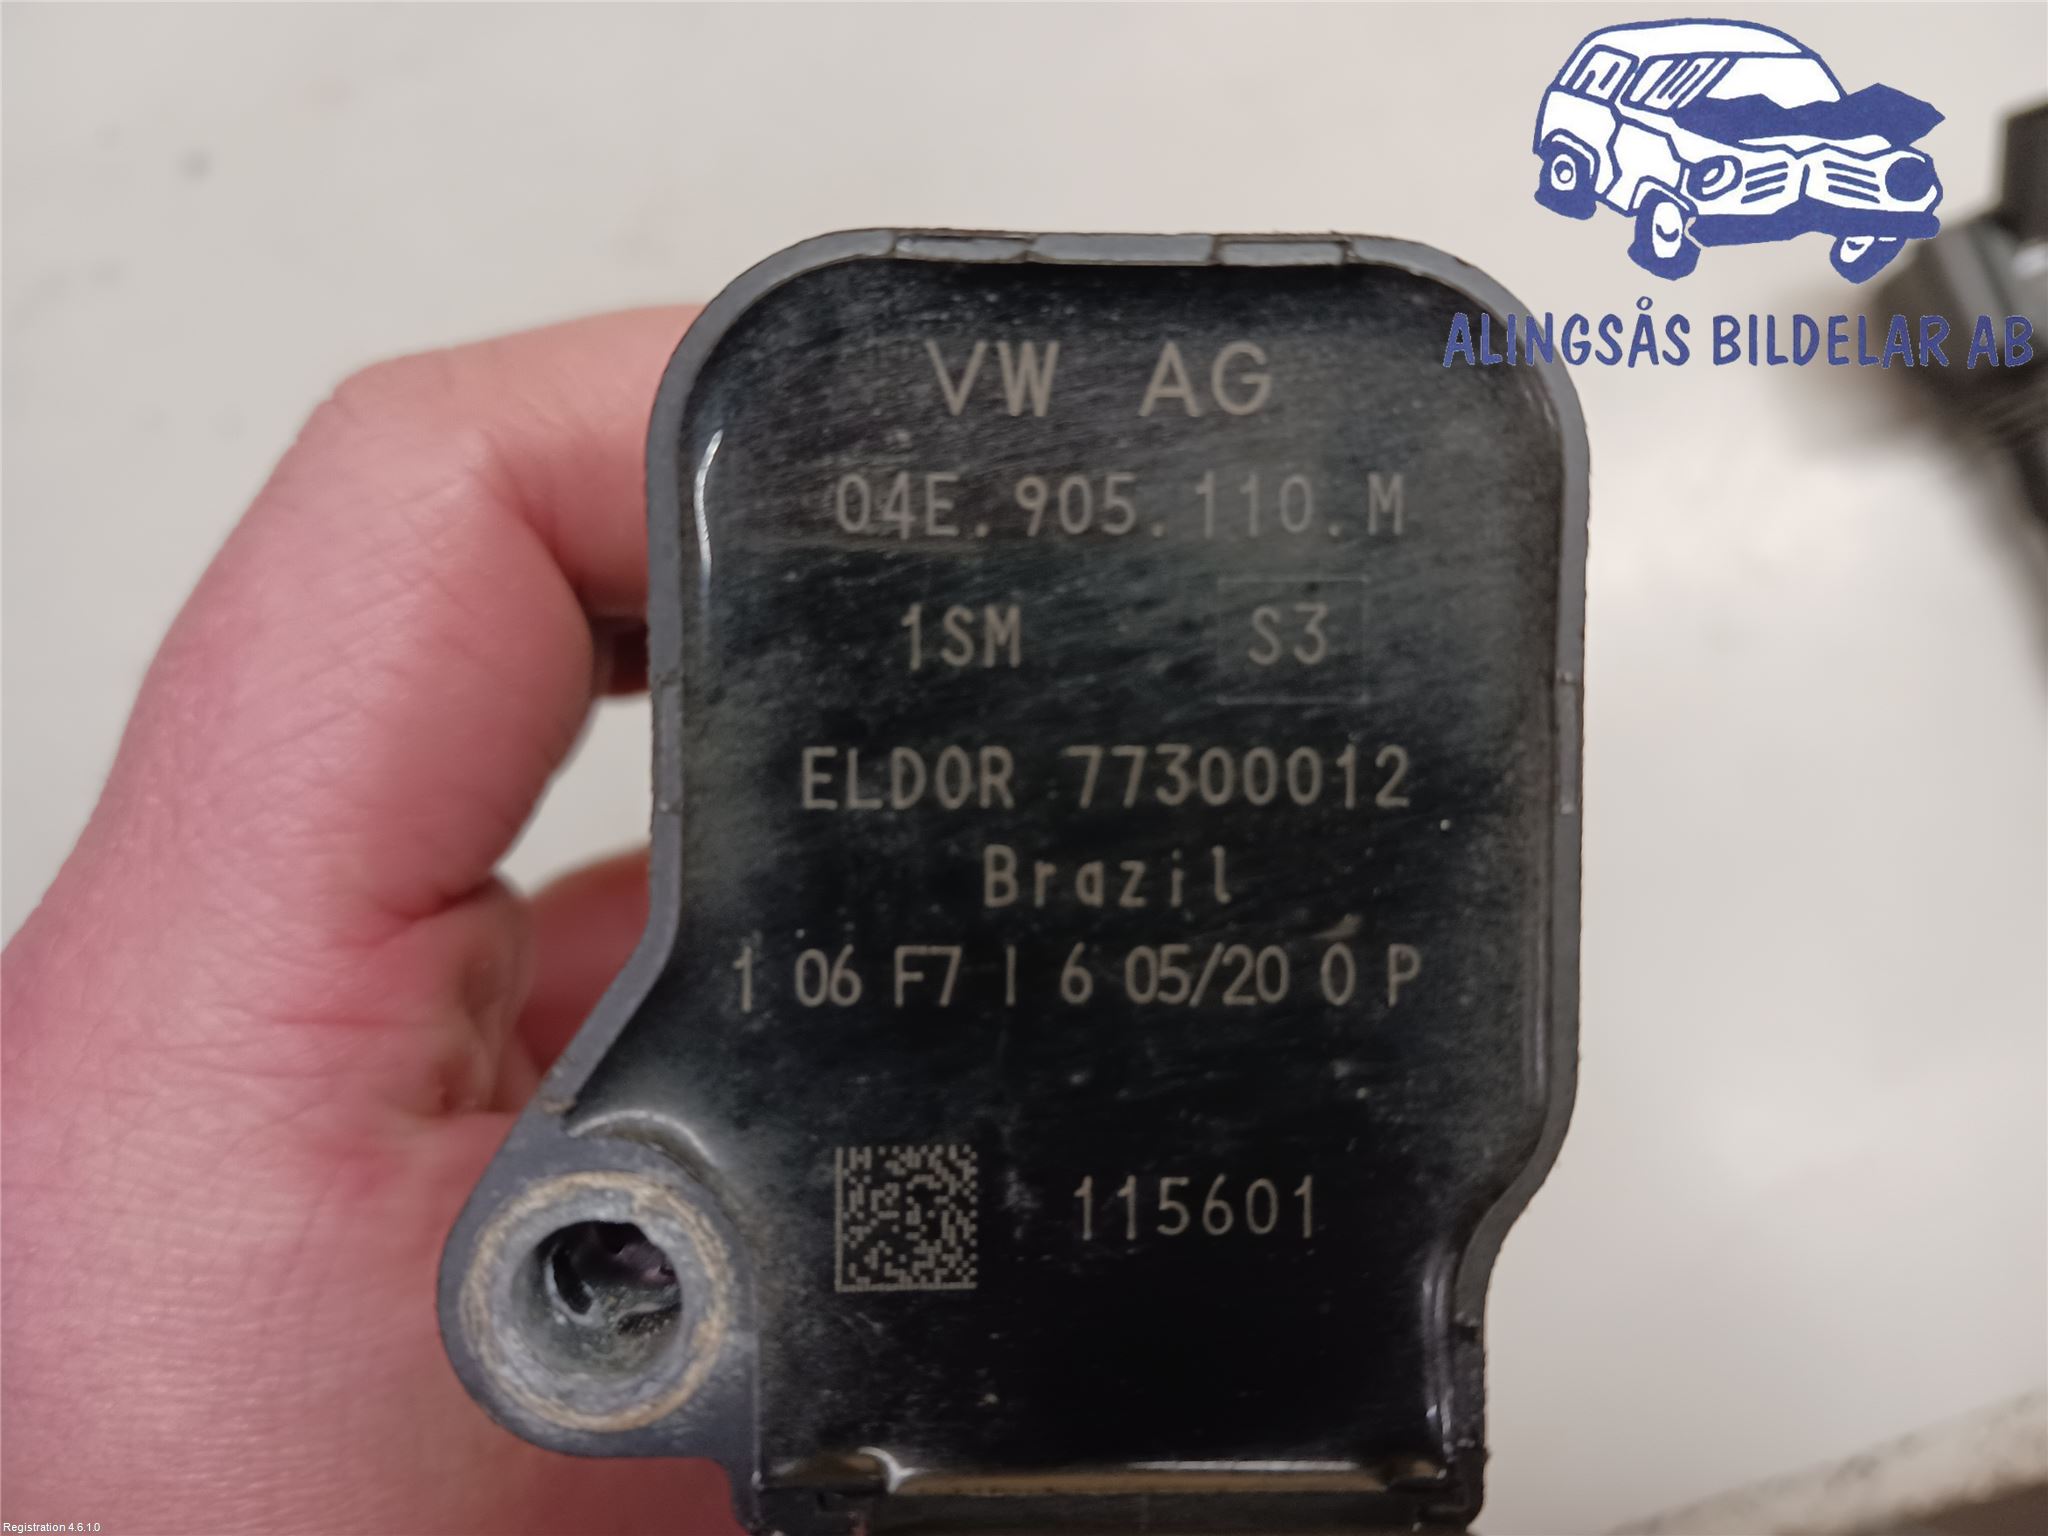 ALINGSÅS BILDELAR AB
VW AG
04E.905.110.M
1SM S3
ELDOR 77300012
Brazil
1 06 F7 I 6 05/20 0 P
115601
Registration 4.6.1.0